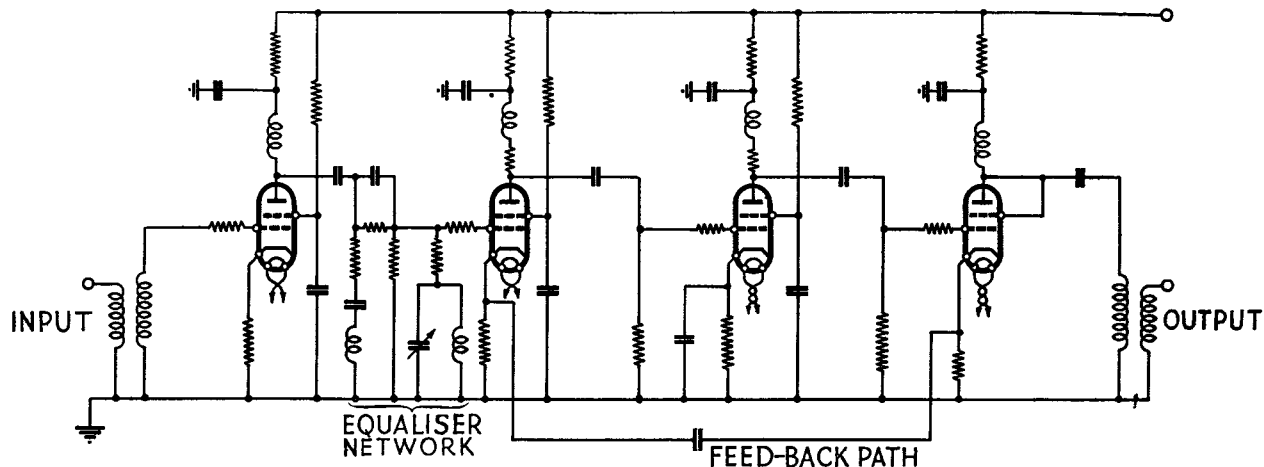 INPUT
OUTPUT
EQUALISER
NETWORK
FEED-BACK PATH